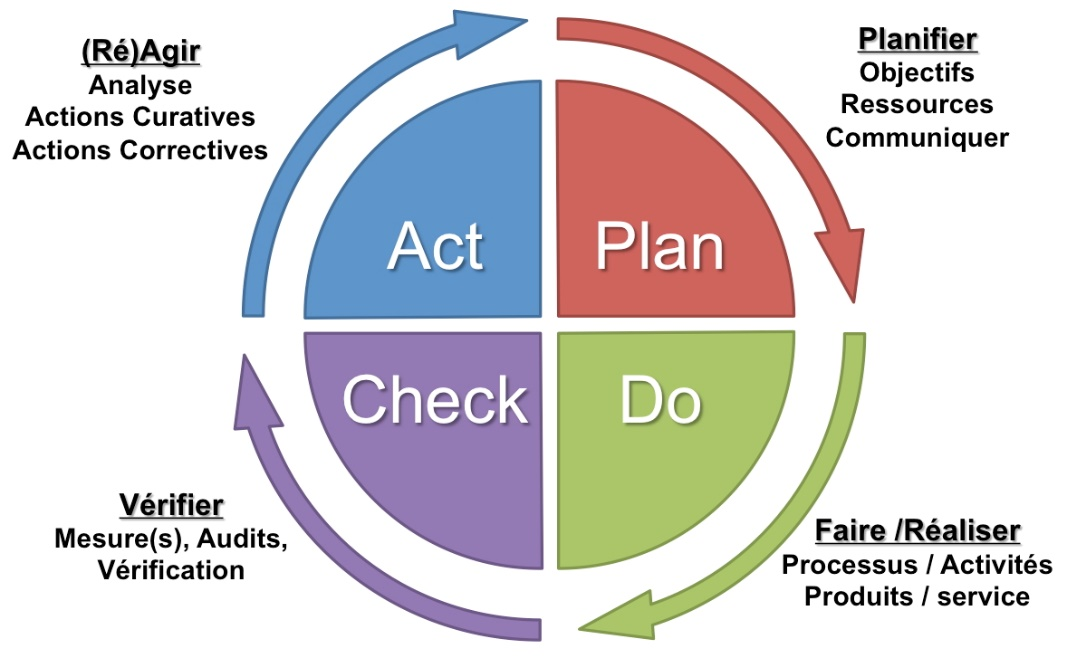 (Ré)Agir
Analyse
Actions Curatives
Actions Correctives
Planifier
Objectifs
Ressources
Communiquer
Act
Plan
Check
Do
Vérifier
Mesure(s), Audits,
Vérification
Faire /Réaliser
Processus / Activités
Produits / service